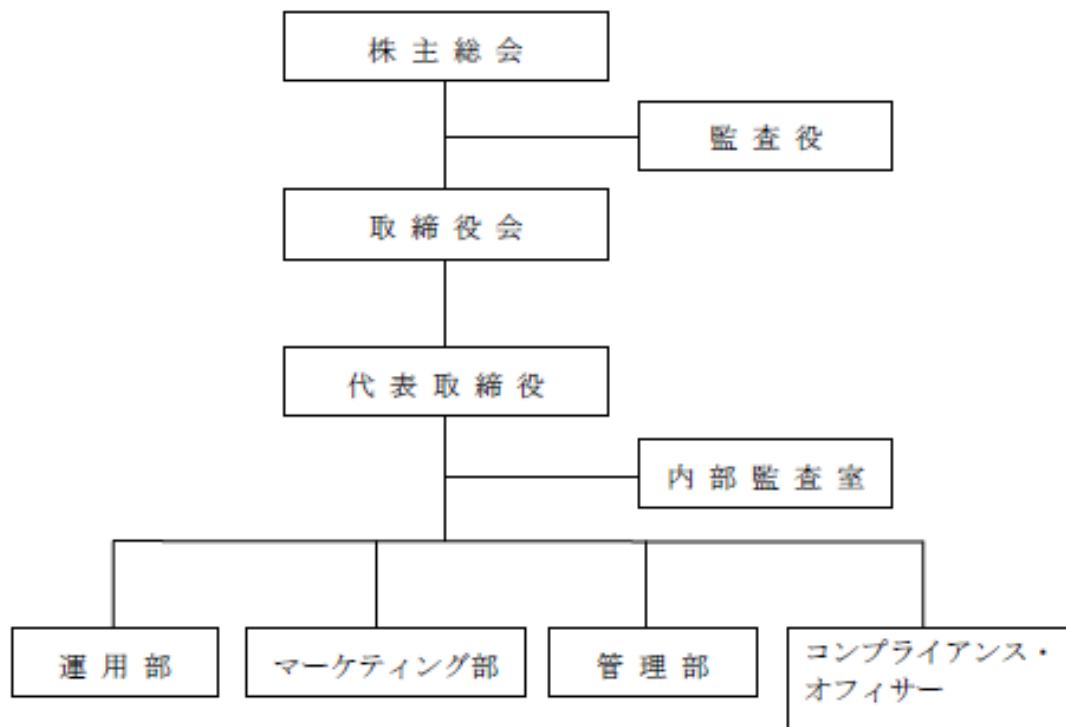 株主総会
監査役
取締役会
代表取締役
内部監査室
運用部
マーケティング部
管理部
コンプライアンス・
オフィサー